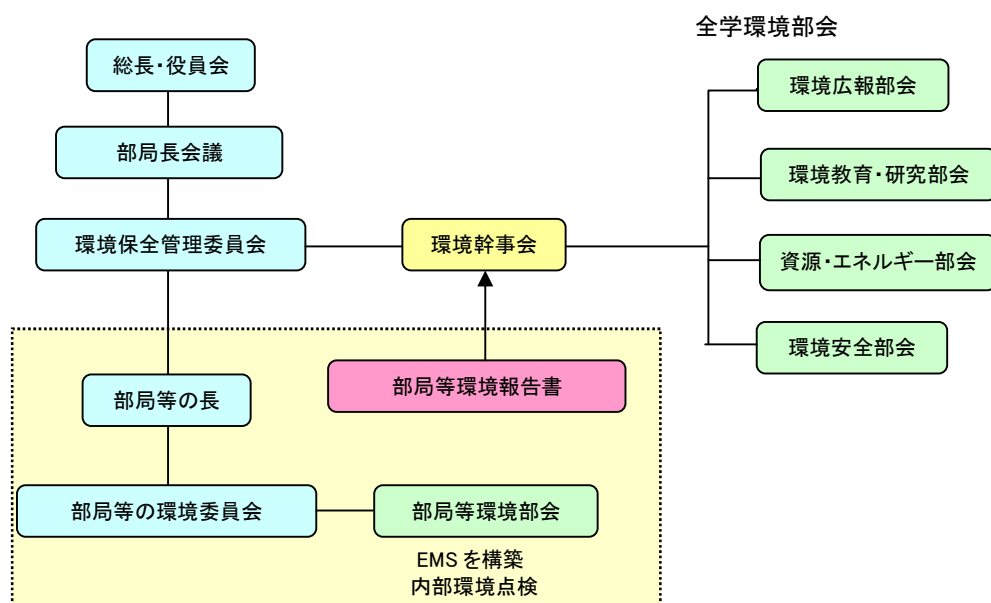 全学環境部会
総長・役員会
環境広報部会
部局長会議
環境教育・研究部会
環境保全管理委員会
環境幹事会
資源・エネルギー部会
環境安全部会
部局等の長
部局等環境報告書
部局等の環境委員会
部局等環境部会
EMSを構築
内部環境点検